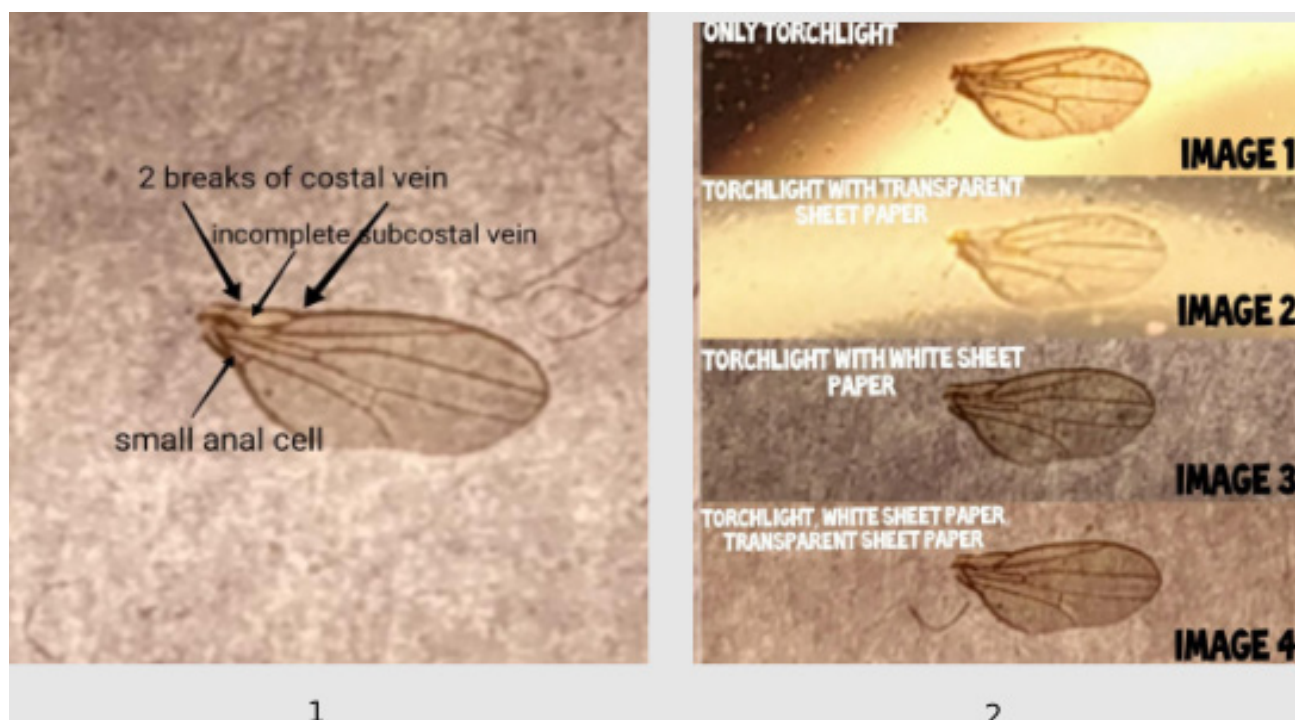 2 breaks of costal vein
incomplete subcostal vein
small anal cell
1
ONLY TORCHLIGHT
IMAGE 1
TORCHLIGHT WITH TRANSPARENT
SHEET PAPER
IMAGE 2
TORCHLIGHT WITH WHITE SHEET
PAPER
IMAGE 3
TORCHLIGHT, WHITE SHEET PAPER,
TRANSPARENT SHEET PAPER
IMAGE 4
2